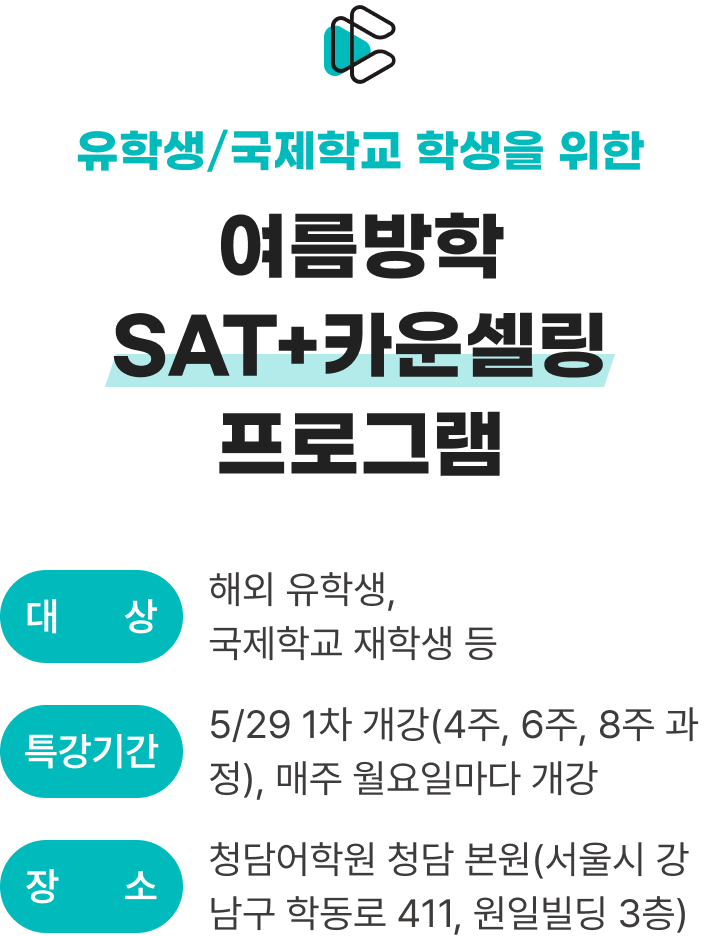 유학생/국제학교 학생을 위한
여름방학
SAT+카운셀링
프로그램
대 상
해외 유학생,
국제학교 재학생 등
특강기간
5/29 1차 개강(4주, 6주, 8주 과
정), 매주 월요일마다 개강
장 소
청담어학원 청담 본원(서울시 강
남구 학동로 411, 원일빌딩 3층)